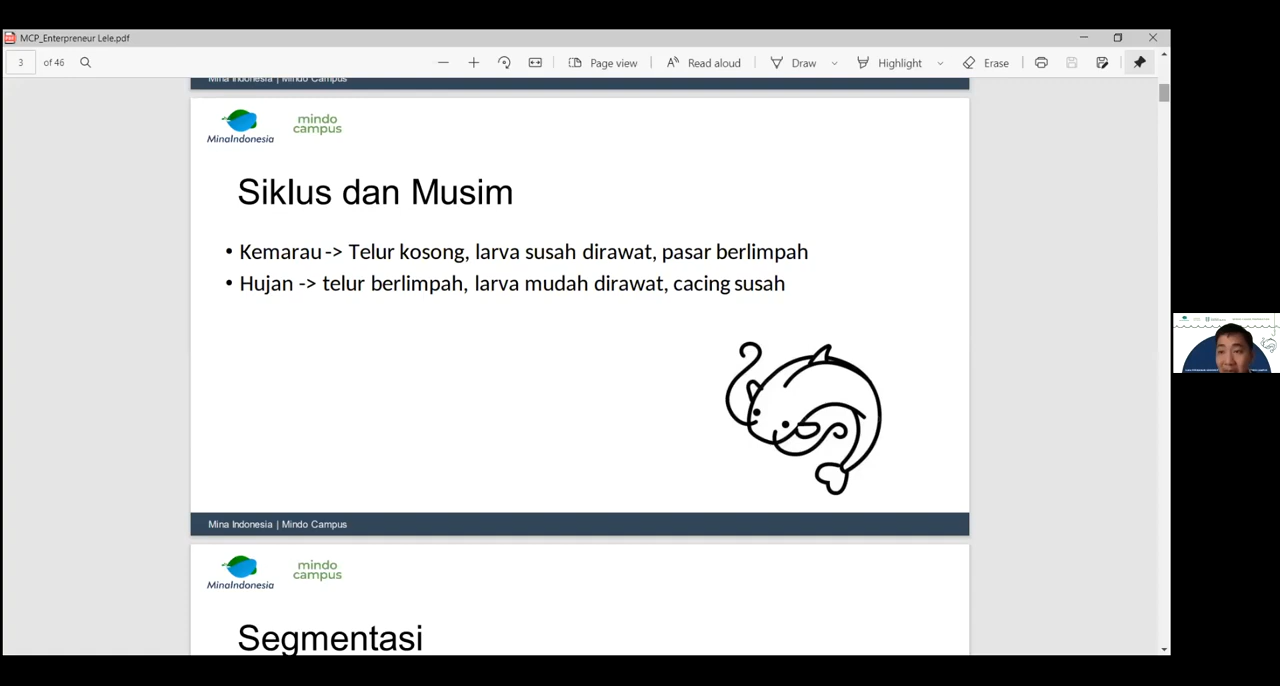 MCP_Enterpreneur Lele.pdf
3 of 46
Page view
Read aloud
Draw
Highlight
Erase
Mina Indonesia | Mindo Campus
MinaIndonesia
mindo campus
Siklus dan Musim
• Kemarau -> Telur kosong, larva susah dirawat, pasar berlimpah
• Hujan -> telur berlimpah, larva mudah dirawat, cacing susah
Mina Indonesia | Mindo Campus
MinaIndonesia
mindo campus
Segmentasi